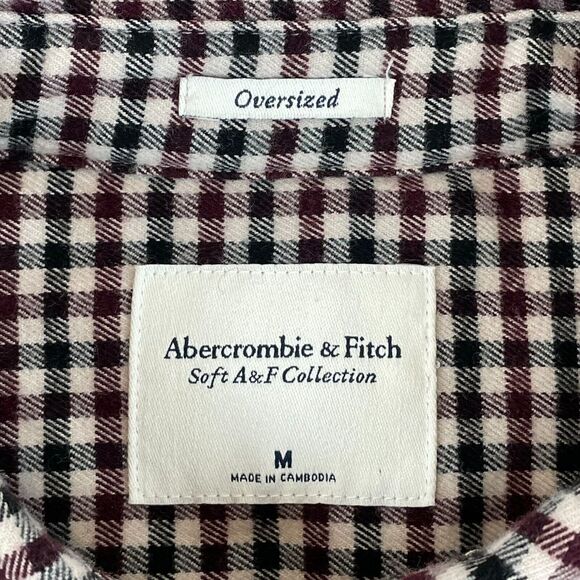 Oversized
Abercrombie & Fitch
Soft A&F Collection
M
MADE IN CAMBODIA